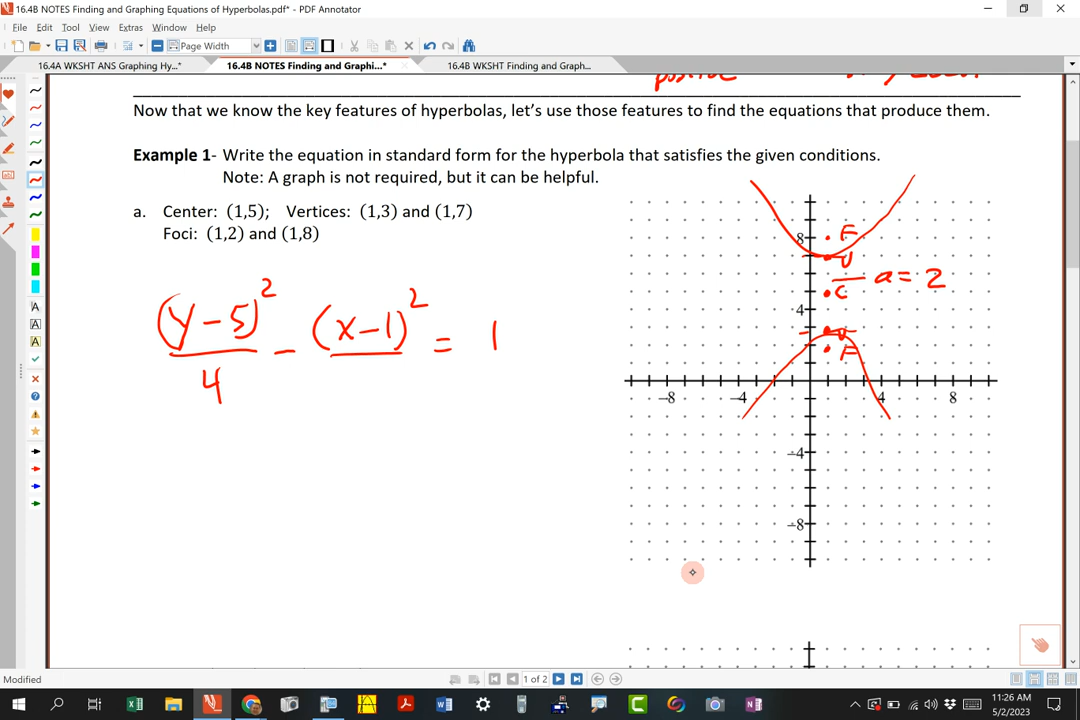 16.4B NOTES Finding and Graphing Equations of Hyperbolas.pdf* - PDF Annotator
File Edit Tool View Extras Window Help
Page Width
16.4A WKSHT ANS Graphing Hy...* 16.4B NOTES Finding and Graphi...* 16.4B WKSHT Finding and Graph...
positive
Now that we know the key features of hyperbolas, let's use those features to find the equations that produce them.
Example 1- Write the equation in standard form for the hyperbola that satisfies the given conditions.
Note: A graph is not required, but it can be helpful.
a. Center: (1,5); Vertices: (1,3) and (1,7)
Foci: (1,2) and (1,8)
8 F
V
a = 2
C
4
V
F
(y - 5)² - (x - 1)² = 1
4
-8 -4 4 8
-4
-8
Modified 1 of 2
11:26 AM
5/2/2023